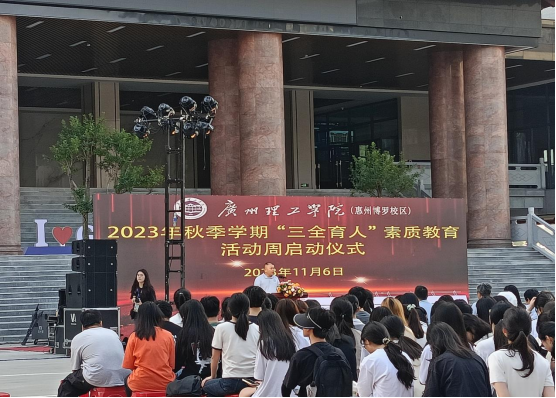 廣州理工学院(惠州博罗校区)
2023年秋季学期“三全育人”素质教育
活动周启动仪式
年11月6日
I